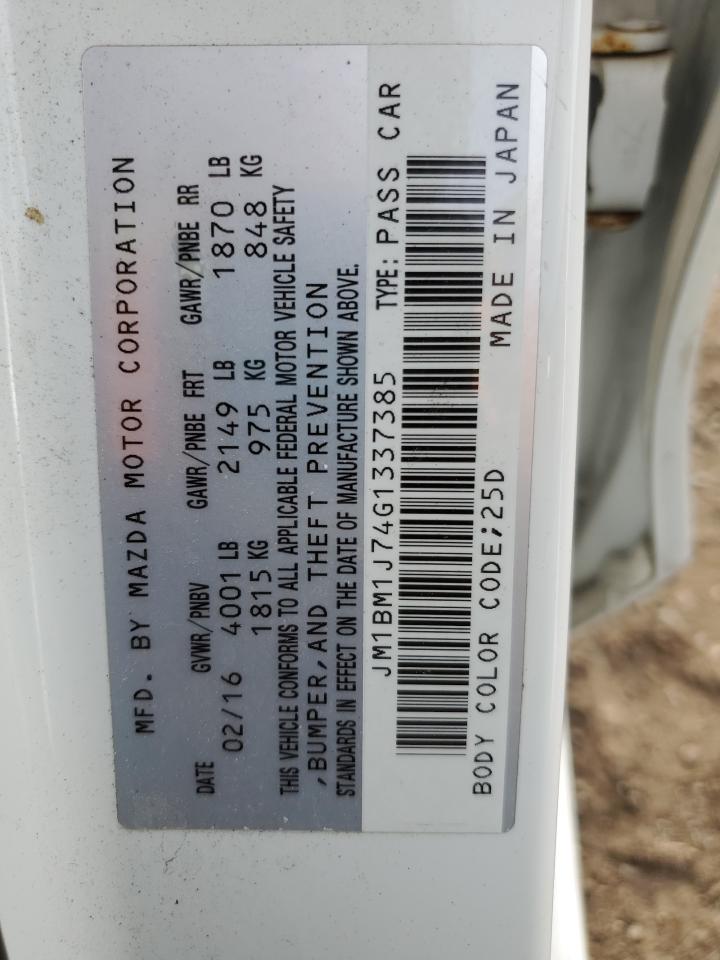 MFD. BY MAZDA MOTOR CORPORATION
DATE GVWR/PNBV GAWR/PNBE FRT GAWR/PNBE RR
02/16 4001 LB 2149 LB 1870 LB
1815 KG 975 KG 848 KG
THIS VEHICLE CONFORMS TO ALL APPLICABLE FEDERAL MOTOR VEHICLE SAFETY
,BUMPER,AND THEFT PREVENTION
STANDARDS IN EFFECT ON THE DATE OF MANUFACTURE SHOWN ABOVE.
JM1BM1J74G1337385 TYPE: PASS CAR
BODY COLOR CODE;25D MADE IN JAPAN